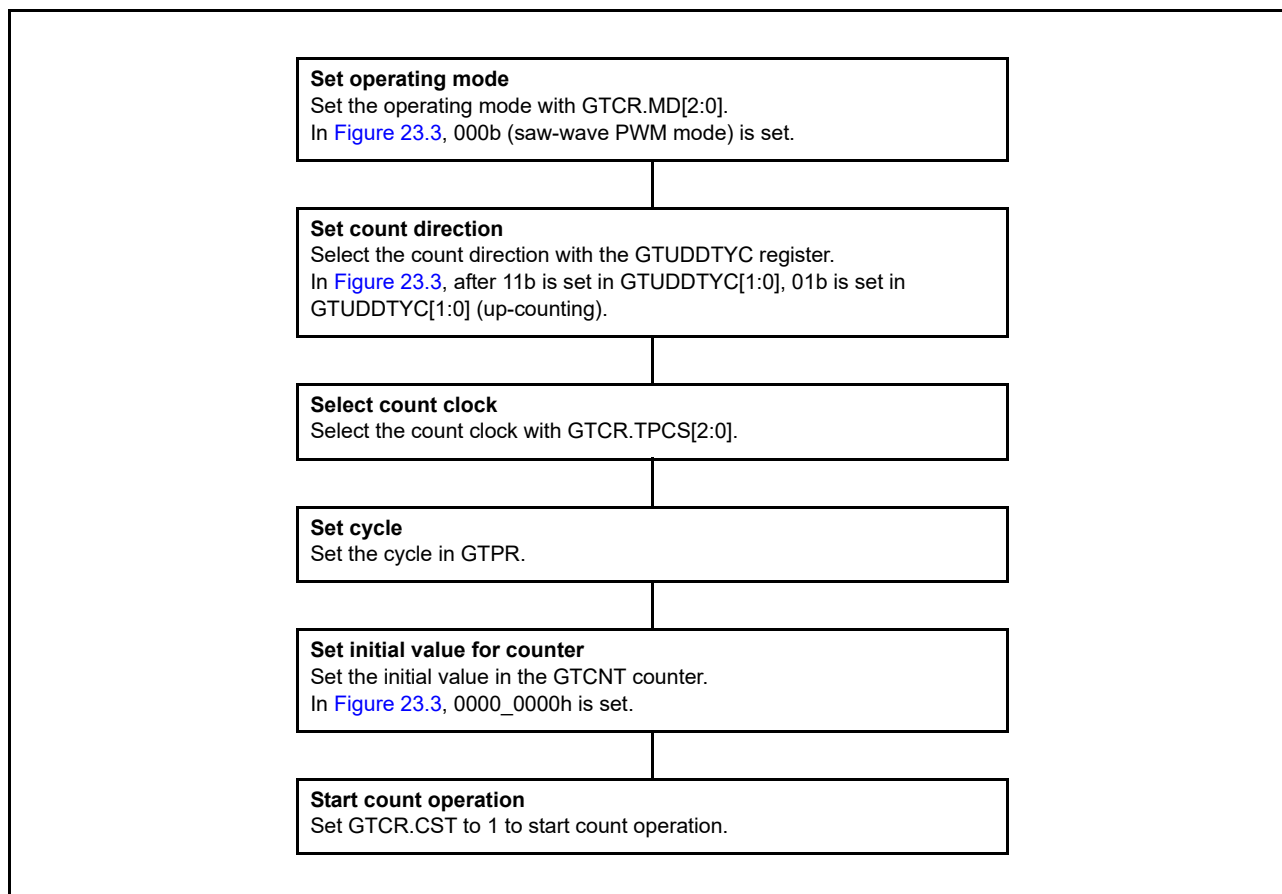 Set operating mode
Set the operating mode with GTCR.MD[2:0].
In Figure 23.3, 000b (saw-wave PWM mode) is set.
Set count direction
Select the count direction with the GTUDDTYC register.
In Figure 23.3, after 11b is set in GTUDDTYC[1:0], 01b is set in
GTUDDTYC[1:0] (up-counting).
Select count clock
Select the count clock with GTCR.TPCS[2:0].
Set cycle
Set the cycle in GTPR.
Set initial value for counter
Set the initial value in the GTCNT counter.
In Figure 23.3, 0000_0000h is set.
Start count operation
Set GTCR.CST to 1 to start count operation.